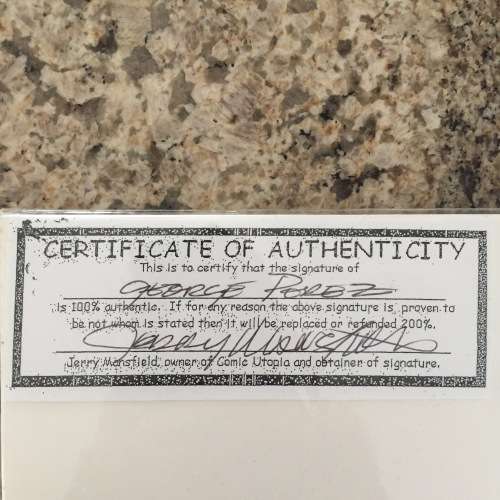 CERTIFICATE OF AUTHENTICITY
This is to certify that the signature of
GEORGE PEREZ
is 100% authentic. If for any reason the above signature is proven to
be not whom is stated then it will be replaced or refunded 200%.
Jerry Mansfield
Jerry Mansfield, owner of Comic Utopia and obtainer of signature.